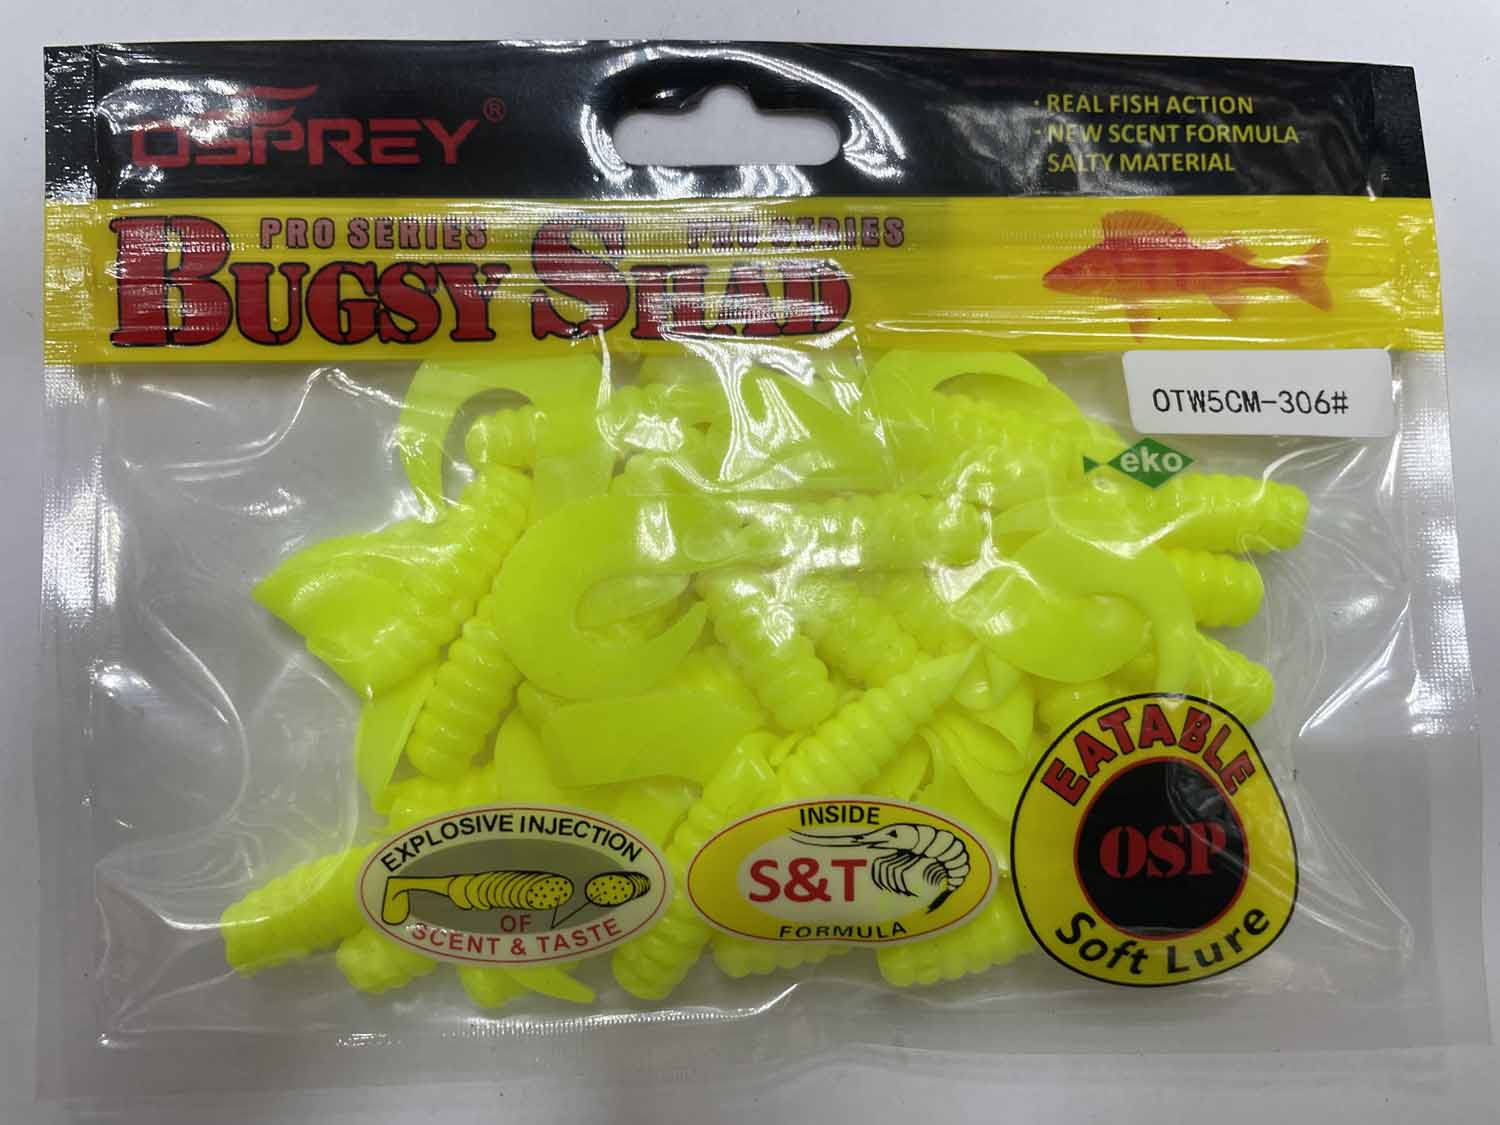 OSPREY®
· REAL FISH ACTION
· NEW SCENT FORMULA
SALTY MATERIAL
PRO SERIES PRO SERIES
BUGSY SHAD
OTW5CM-306#
eko
EXPLOSIVE INJECTION
OF
SCENT & TASTE
INSIDE
S&T
FORMULA
EATABLE
OSP
Soft Lure